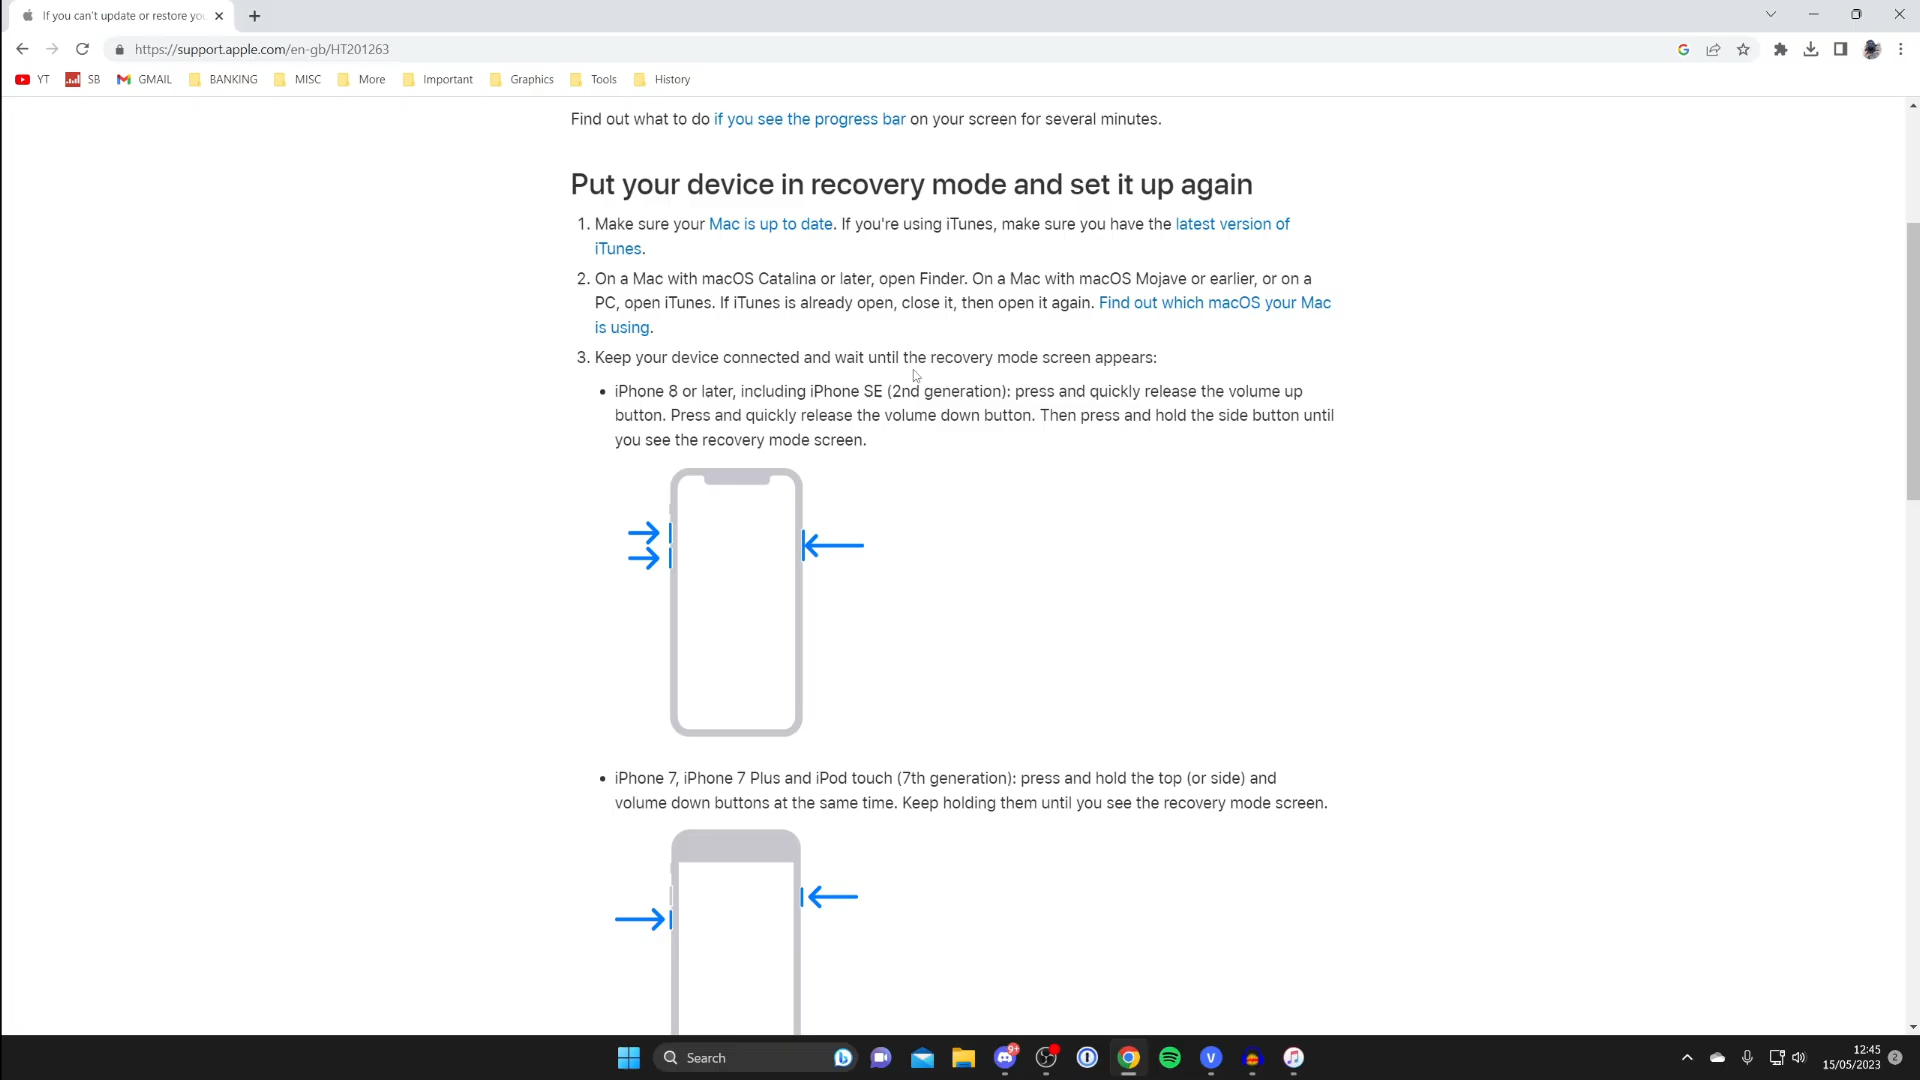 If you can't update or restore you
https://support.apple.com/en-gb/HT201263
YT SB GMAIL BANKING MISC More Important Graphics Tools History
Find out what to do if you see the progress bar on your screen for several minutes.
Put your device in recovery mode and set it up again
1. Make sure your Mac is up to date. If you're using iTunes, make sure you have the latest version of
iTunes.
2. On a Mac with macOS Catalina or later, open Finder. On a Mac with macOS Mojave or earlier, or on a
PC, open iTunes. If iTunes is already open, close it, then open it again. Find out which macOS your Mac
is using.
3. Keep your device connected and wait until the recovery mode screen appears:
• iPhone 8 or later, including iPhone SE (2nd generation): press and quickly release the volume up
button. Press and quickly release the volume down button. Then press and hold the side button until
you see the recovery mode screen.
• iPhone 7, iPhone 7 Plus and iPod touch (7th generation): press and hold the top (or side) and
volume down buttons at the same time. Keep holding them until you see the recovery mode screen.
Search
9+
V
12:45
15/05/2023
2